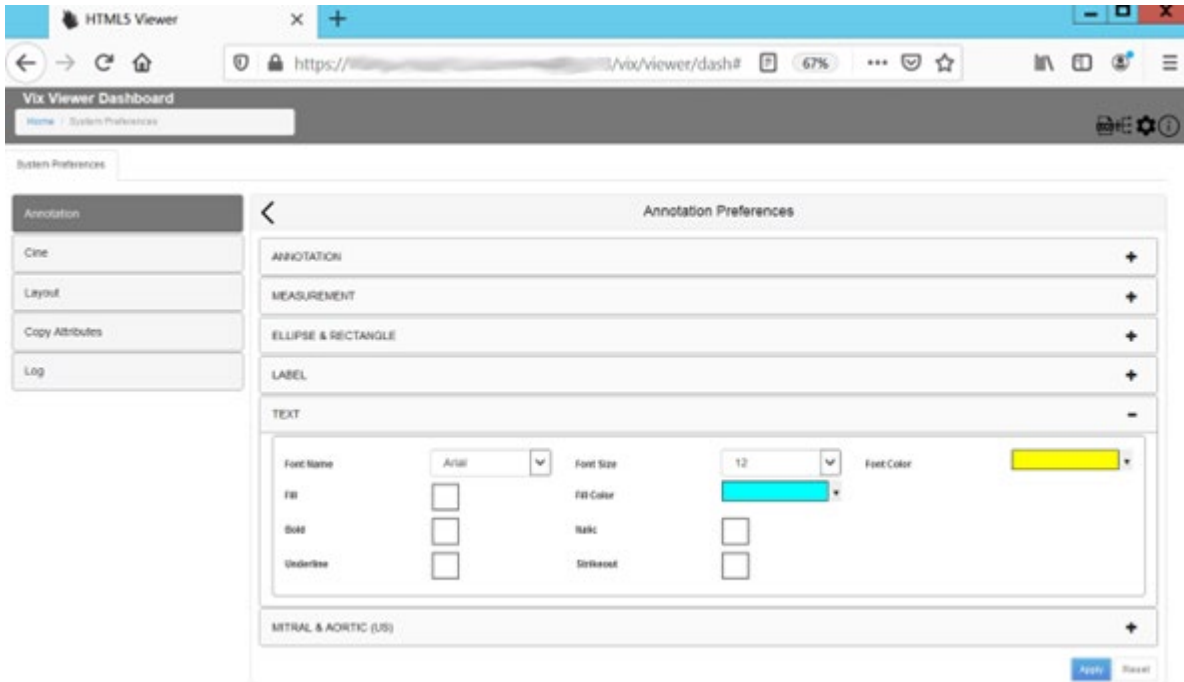 HTML5 Viewer
https:// /vix/viewer/dash# 67%
Vix Viewer Dashboard
Home / System Preferences
System Preferences
Annotation
Cine
Layout
Copy Attributes
Log
Annotation Preferences
ANNOTATION
MEASUREMENT
ELLIPSE & RECTANGLE
LABEL
TEXT
Font Name Arial Font Size 12 Font Color
Fill Fill Color
Bold Italic
Underline Strikeout
MITRAL & AORTIC (US)
Apply Reset